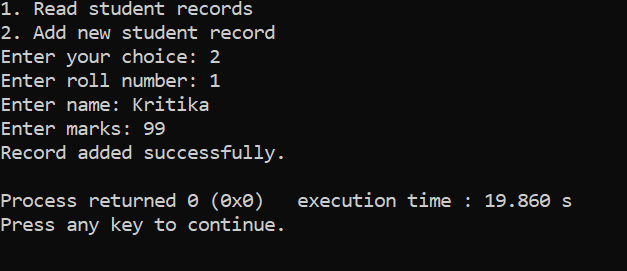 1. Read student records
2. Add new student record
Enter your choice: 2
Enter roll number: 1
Enter name: Kritika
Enter marks: 99
Record added successfully.
Process returned 0 (0x0)   execution time : 19.860 s
Press any key to continue.